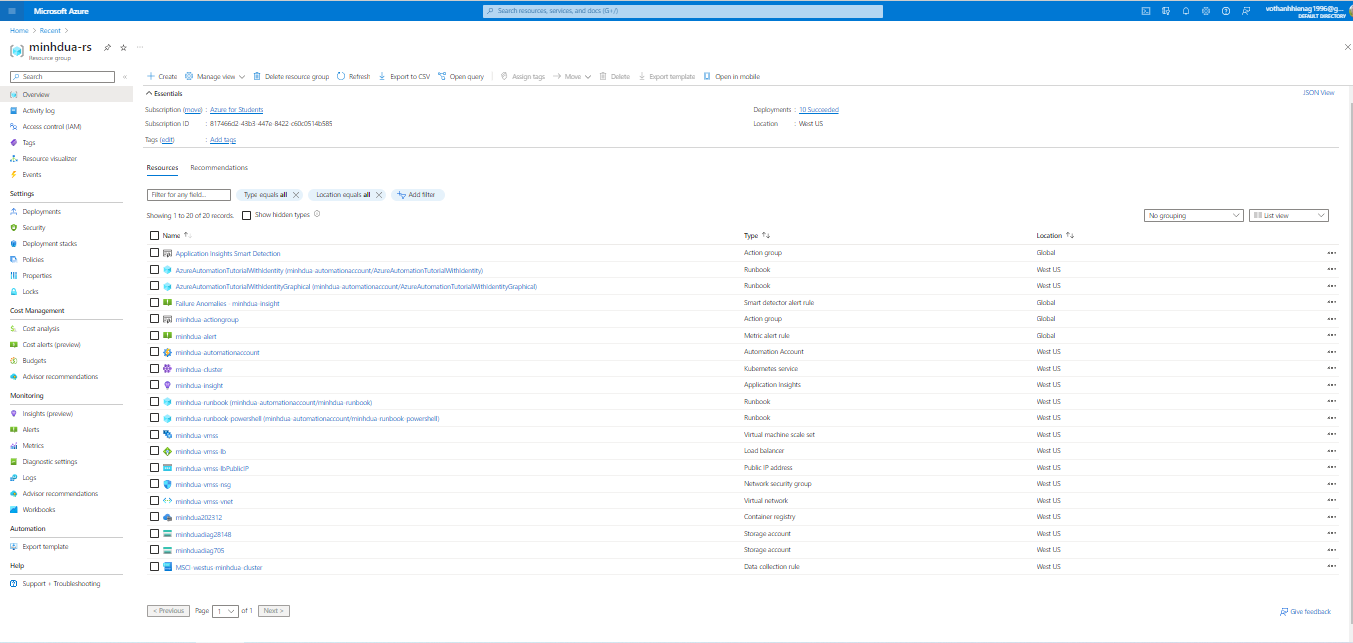 Microsoft Azure
Search resources, services, and docs (G+/)
vothanhhienag1996@g...
DEFAULT DIRECTORY
Home > Recent >
minhdua-rs
Resource group
Search
Create Manage view Delete resource group Refresh Export to CSV Open query Assign tags Move Delete Export template Open in mobile
Overview
Activity log
Access control (IAM)
Tags
Resource visualizer
Events
Settings
Deployments
Security
Deployment stacks
Policies
Properties
Locks
Cost Management
Cost analysis
Cost alerts (preview)
Budgets
Advisor recommendations
Monitoring
Insights (preview)
Alerts
Metrics
Diagnostic settings
Logs
Advisor recommendations
Workbooks
Automation
Export template
Help
Support + Troubleshooting
Essentials
JSON View
Subscription (move) : Azure for Students
Deployments : 10 Succeeded
Subscription ID : 817466d2-43b3-447e-8422-c60c0514b585
Location : West US
Tags (edit) : Add tags
Resources Recommendations
Filter for any field... Type equals all Location equals all Add filter
Showing 1 to 20 of 20 records. Show hidden types No grouping List view
Name Type Location
Application Insights Smart Detection Action group Global
AzureAutomationTutorialWithIdentity (minhdua-automationaccount/AzureAutomationTutorialWithIdentity) Runbook West US
AzureAutomationTutorialWithIdentityGraphical (minhdua-automationaccount/AzureAutomationTutorialWithIdentityGraphical) Runbook West US
Failure Anomalies - minhdua-insight Smart detector alert rule Global
minhdua-actiongroup Action group Global
minhdua-alert Metric alert rule Global
minhdua-automationaccount Automation Account West US
minhdua-cluster Kubernetes service West US
minhdua-insight Application Insights West US
minhdua-runbook (minhdua-automationaccount/minhdua-runbook) Runbook West US
minhdua-runbook-powershell (minhdua-automationaccount/minhdua-runbook-powershell) Runbook West US
minhdua-vmss Virtual machine scale set West US
minhdua-vmss-lb Load balancer West US
minhdua-vmss-lbPublicIP Public IP address West US
minhdua-vmss-nsg Network security group West US
minhdua-vmss-vnet Virtual network West US
minhdua202312 Container registry West US
minhduadiag28148 Storage account West US
minhduadiag705 Storage account West US
MSCI-westus-minhdua-cluster Data collection rule West US
< Previous Page 1 of 1 Next >
Give feedback